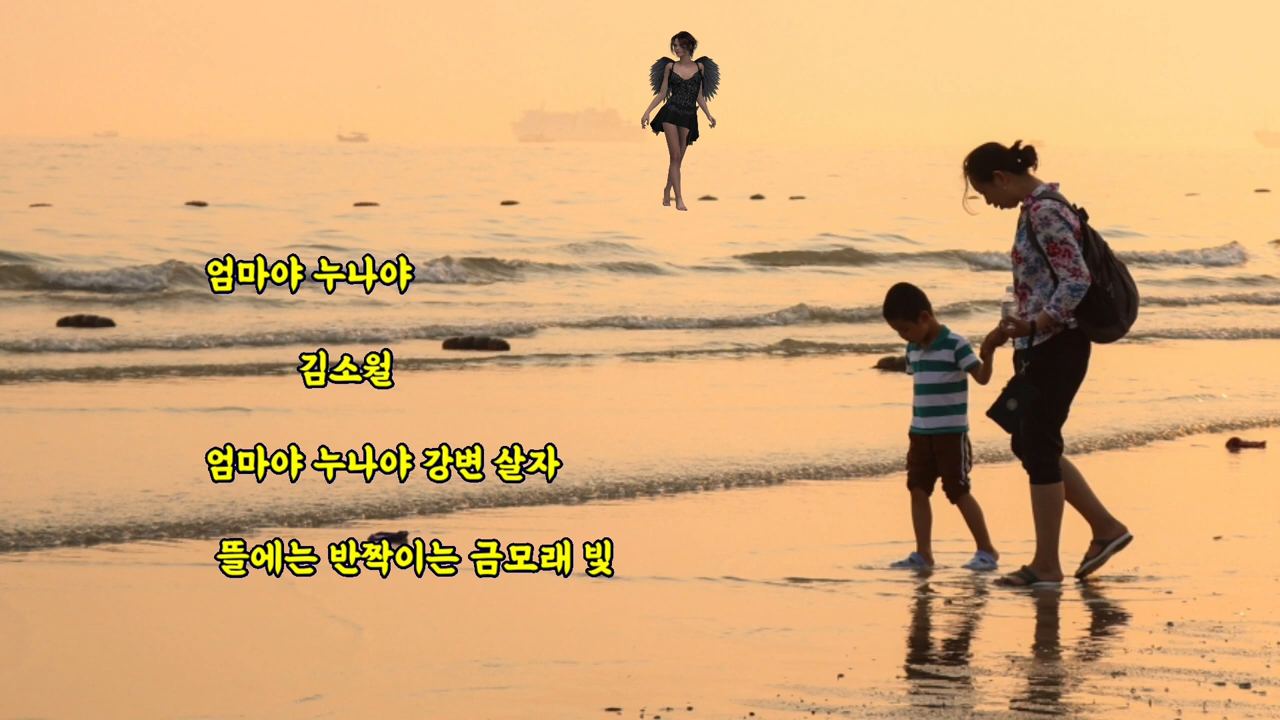 엄마야 누나야
김소월
엄마야 누나야 강변 살자
뜰에는 반짝이는 금모래 빛